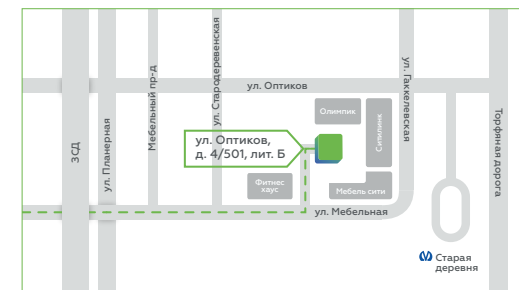 ЗСД
ул. Планерная
Мебельный пр-д
ул. Стародеревенская
ул. Оптиков
ул. Гаккелевская
Торфяная дорога
Олимпик
Ситилинк
ул. Оптиков,
д. 4/501, лит. Б
Фитнес
хаус
Мебель сити
ул. Мебельная
Старая
деревня